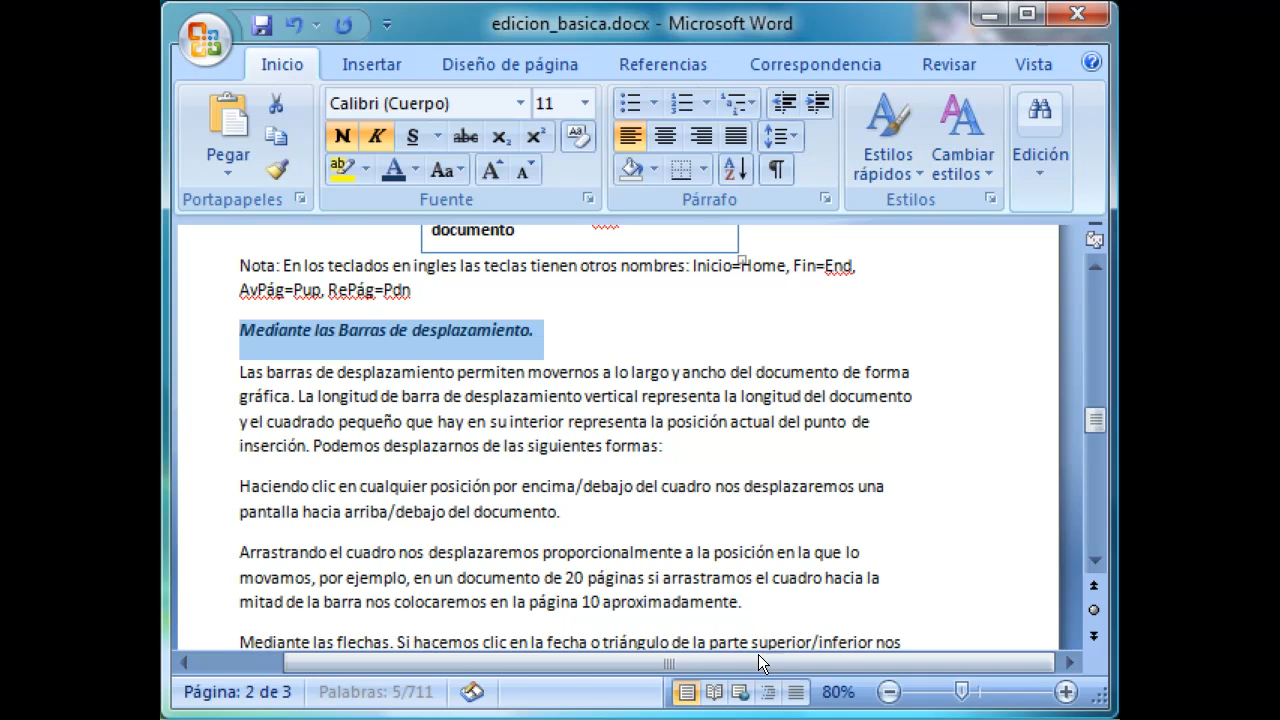 edicion_basica.docx - Microsoft Word
Inicio Insertar Diseño de página Referencias Correspondencia Revisar Vista
Calibri (Cuerpo) 11
N K S abc x₂ x² Aa
Pegar
ab A Aa A A
A Z ¶
Estilos rápidos
Cambiar estilos
Edición
Portapapeles Fuente Párrafo Estilos
documento
Nota: En los teclados en ingles las teclas tienen otros nombres: Inicio=Home, Fin=End,
AvPág=Pup, RePág=Pdn
Mediante las Barras de desplazamiento.
Las barras de desplazamiento permiten movernos a lo largo y ancho del documento de forma
gráfica. La longitud de barra de desplazamiento vertical representa la longitud del documento
y el cuadrado pequeño que hay en su interior representa la posición actual del punto de
inserción. Podemos desplazarnos de las siguientes formas:
Haciendo clic en cualquier posición por encima/debajo del cuadro nos desplazaremos una
pantalla hacia arriba/debajo del documento.
Arrastrando el cuadro nos desplazaremos proporcionalmente a la posición en la que lo
movamos, por ejemplo, en un documento de 20 páginas si arrastramos el cuadro hacia la
mitad de la barra nos colocaremos en la página 10 aproximadamente.
Mediante las flechas. Si hacemos clic en la fecha o triángulo de la parte superior/inferior nos
Página: 2 de 3 Palabras: 5/711 80%